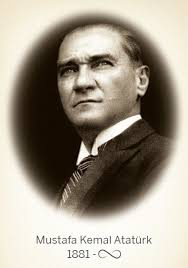 Mustafa Kemal Atatürk
1881 - ∞